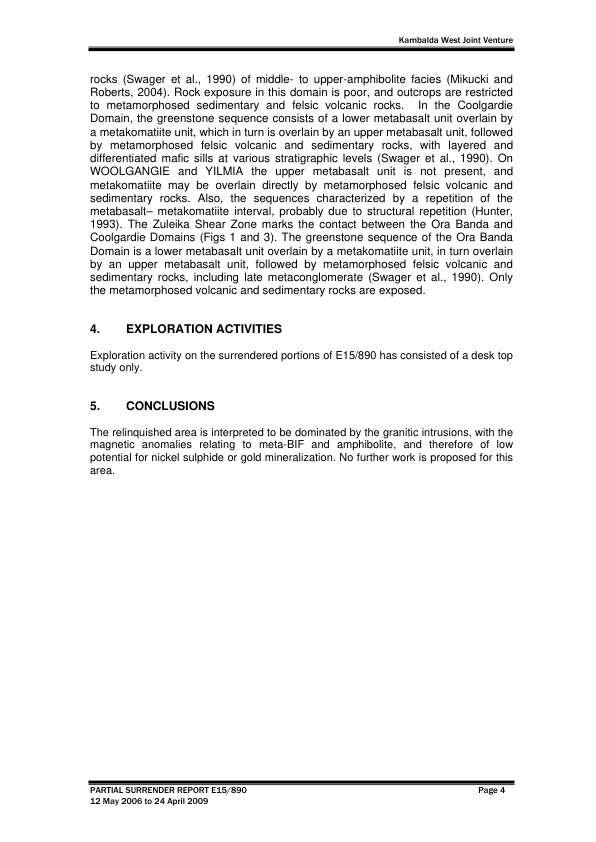 Kambalda West Joint Venture
rocks (Swager et al., 1990) of middle- to upper-amphibolite facies (Mikucki and
Roberts, 2004). Rock exposure in this domain is poor, and outcrops are restricted
to metamorphosed sedimentary and felsic volcanic rocks. In the Coolgardie
Domain, the greenstone sequence consists of a lower metabasalt unit overlain by
a metakomatiite unit, which in turn is overlain by an upper metabasalt unit, followed
by metamorphosed felsic volcanic and sedimentary rocks, with layered and
differentiated mafic sills at various stratigraphic levels (Swager et al., 1990). On
WOOLGANGIE and YILMIA the upper metabasalt unit is not present, and
metakomatiite may be overlain directly by metamorphosed felsic volcanic and
sedimentary rocks. Also, the sequences characterized by a repetition of the
metabasalt– metakomatiite interval, probably due to structural repetition (Hunter,
1993). The Zuleika Shear Zone marks the contact between the Ora Banda and
Coolgardie Domains (Figs 1 and 3). The greenstone sequence of the Ora Banda
Domain is a lower metabasalt unit overlain by a metakomatiite unit, in turn overlain
by an upper metabasalt unit, followed by metamorphosed felsic volcanic and
sedimentary rocks, including late metaconglomerate (Swager et al., 1990). Only
the metamorphosed volcanic and sedimentary rocks are exposed.
4. EXPLORATION ACTIVITIES
Exploration activity on the surrendered portions of E15/890 has consisted of a desk top
study only.
5. CONCLUSIONS
The relinquished area is interpreted to be dominated by the granitic intrusions, with the
magnetic anomalies relating to meta-BIF and amphibolite, and therefore of low
potential for nickel sulphide or gold mineralization. No further work is proposed for this
area.
PARTIAL SURRENDER REPORT E15/890 Page 4
12 May 2006 to 24 April 2009